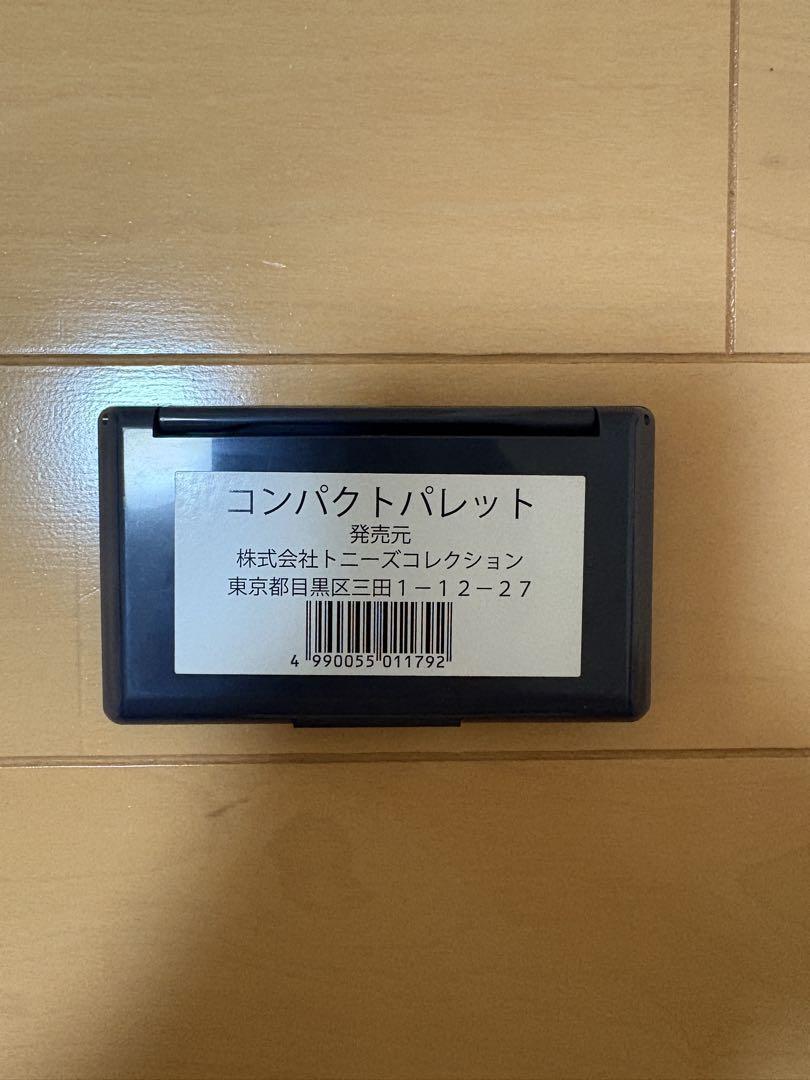 コンパクトパレット
発売元
株式会社トニーズコレクション
東京都目黒区三田１－１２－２７
4 990055 011792